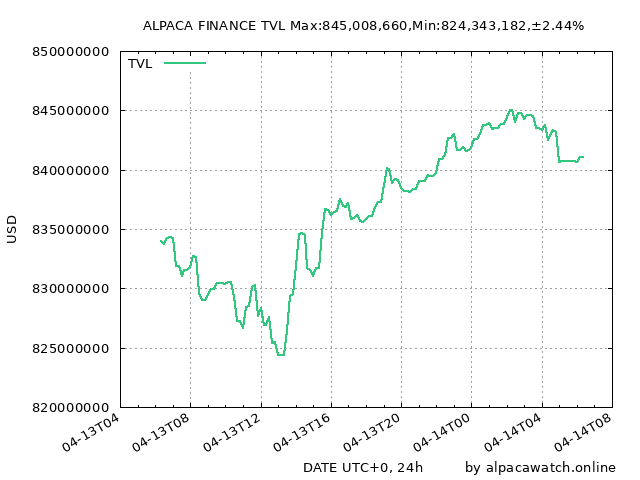 ALPACA FINANCE TVL Max:845,008,660,Min:824,343,182,±2.44%
850000000
TVL
845000000
840000000
835000000
USD
830000000
825000000
820000000
04-13T04
04-13T08
04-13T12
04-13T16
04-13T20
04-14T00
04-14T04
04-14T08
DATE UTC+0, 24h
by alpacawatch.online